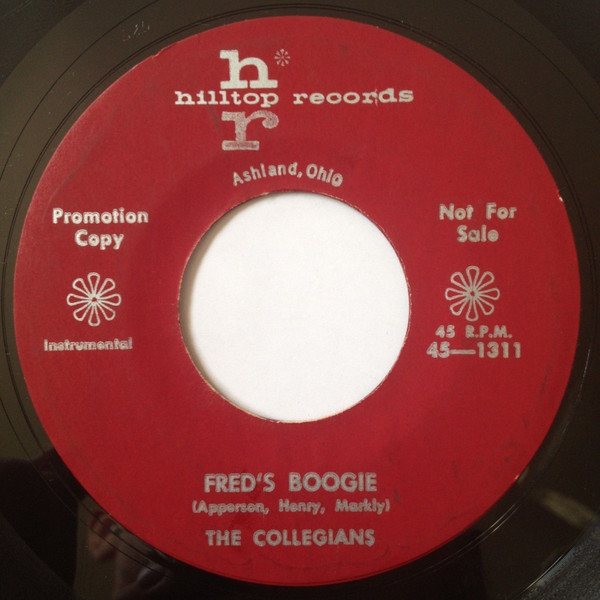 h
hilltop records
r
Ashland, Ohio
Promotion
Copy
Not For
Sale
Instrumental
45 R.P.M.
45—1311
FRED'S BOOGIE
(Apperson, Henry, Markly)
THE COLLEGIANS